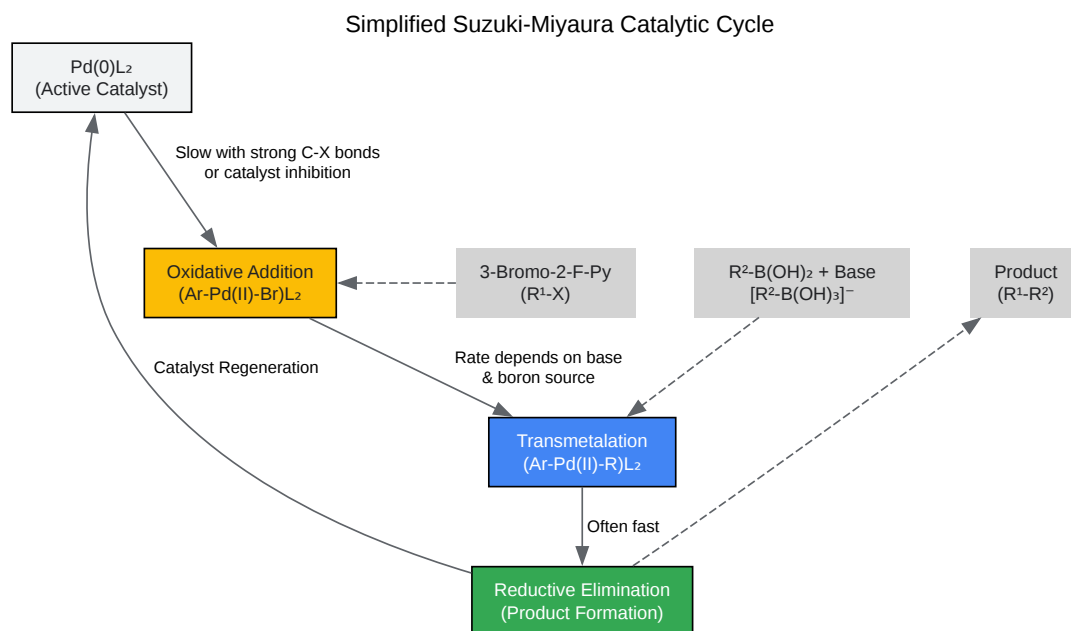 Simplified Suzuki-Miyaura Catalytic Cycle
Pd(0)L₂
(Active Catalyst)
Slow with strong C-X bonds
or catalyst inhibition
Oxidative Addition
(Ar-Pd(II)-Br)L₂
3-Bromo-2-F-Py
(R¹-X)
R²-B(OH)₂ + Base
[R²-B(OH)₃]⁻
Product
(R¹-R²)
Catalyst Regeneration
Rate depends on base
& boron source
Transmetalation
(Ar-Pd(II)-R)L₂
Often fast
Reductive Elimination
(Product Formation)